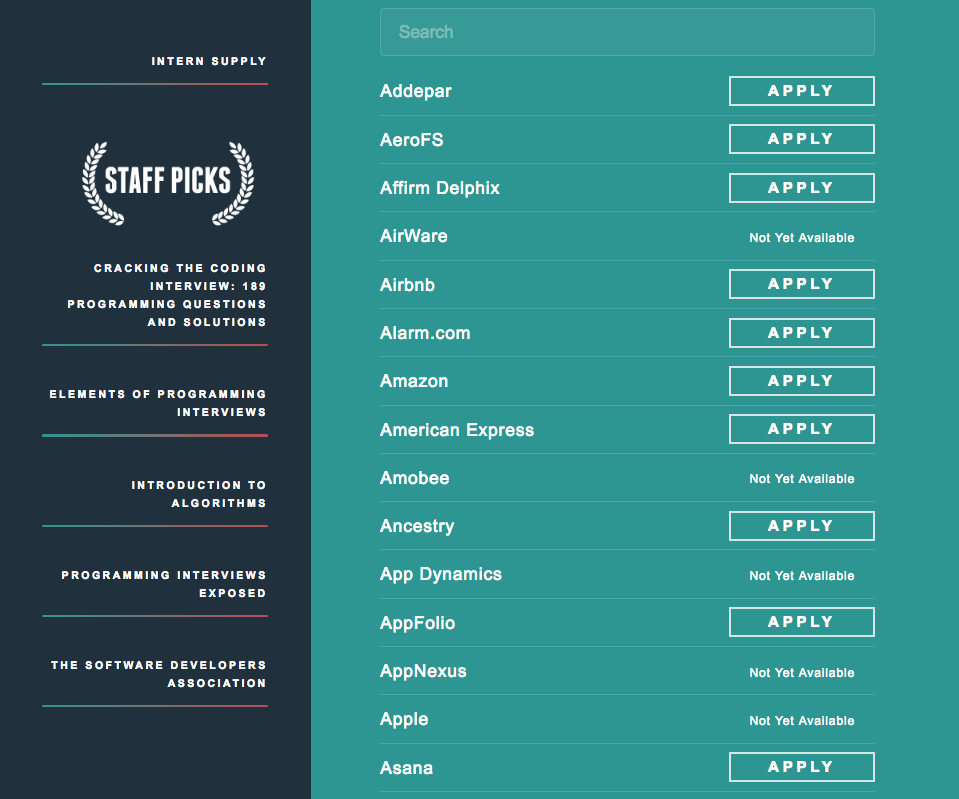 INTERN SUPPLY
STAFF PICKS
CRACKING THE CODING
INTERVIEW: 189
PROGRAMMING QUESTIONS
AND SOLUTIONS
ELEMENTS OF PROGRAMMING
INTERVIEWS
INTRODUCTION TO
ALGORITHMS
PROGRAMMING INTERVIEWS
EXPOSED
THE SOFTWARE DEVELOPERS
ASSOCIATION
Search
Addepar APPLY
AeroFS APPLY
Affirm Delphix APPLY
AirWare Not Yet Available
Airbnb APPLY
Alarm.com APPLY
Amazon APPLY
American Express APPLY
Amobee Not Yet Available
Ancestry APPLY
App Dynamics Not Yet Available
AppFolio APPLY
AppNexus Not Yet Available
Apple Not Yet Available
Asana APPLY